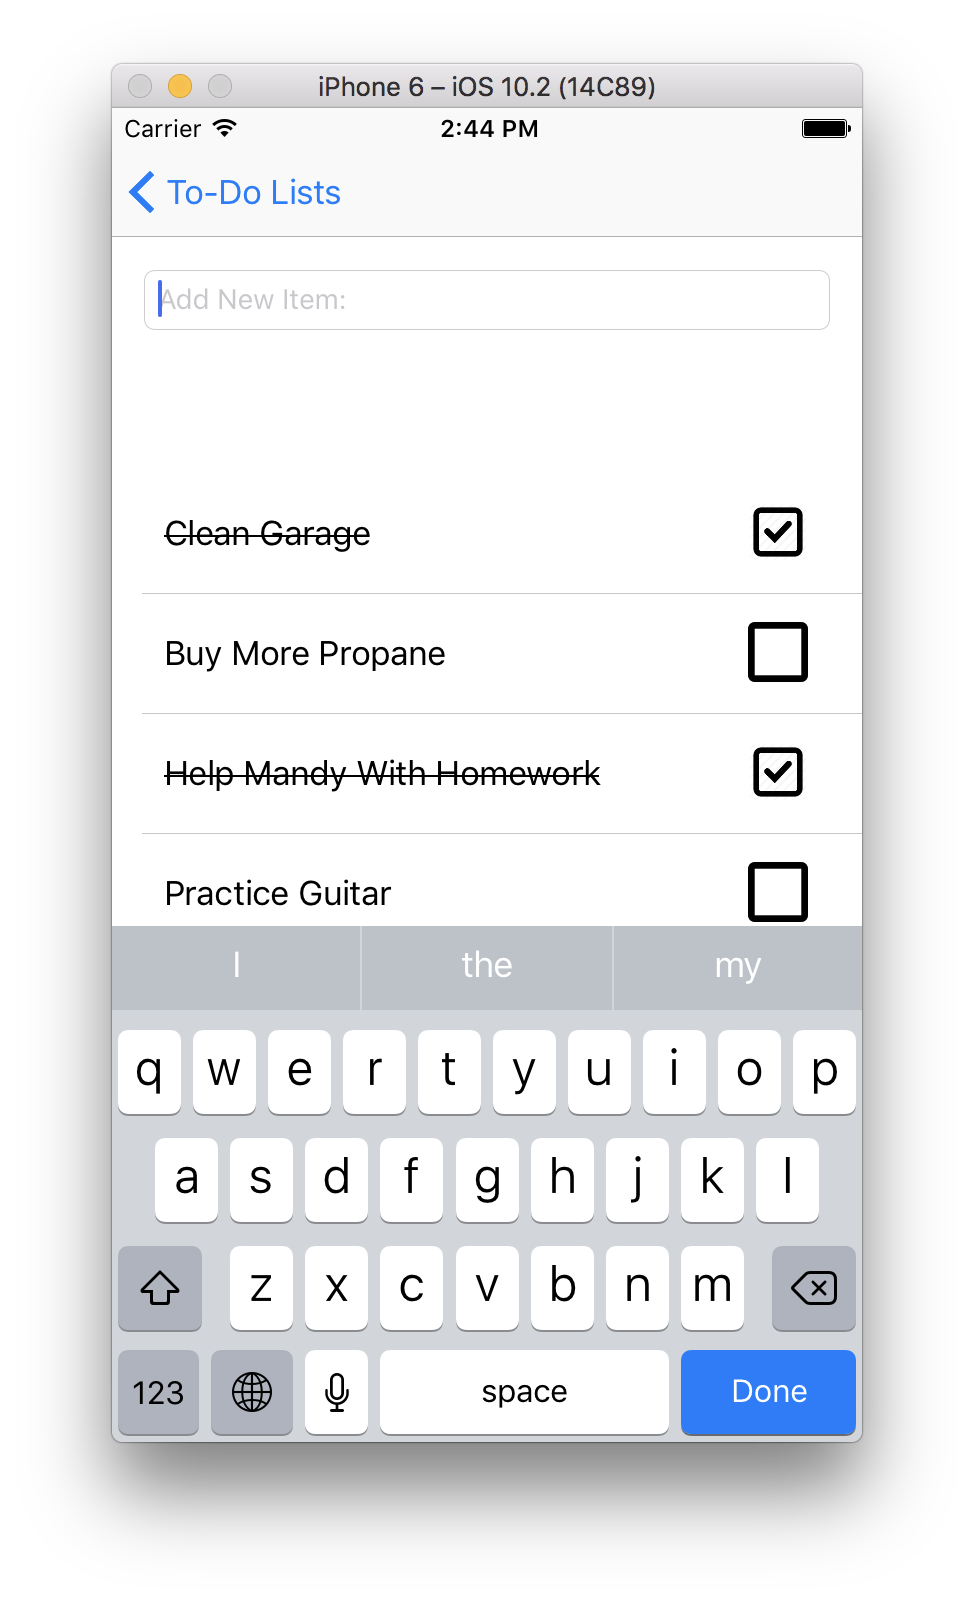 iPhone 6 – iOS 10.2 (14C89)
Carrier 2:44 PM
To-Do Lists
Add New Item:
Clean Garage
Buy More Propane
Help Mandy With Homework
Practice Guitar
I the my
q w e r t y u i o p
a s d f g h j k l
z x c v b n m
123 space Done